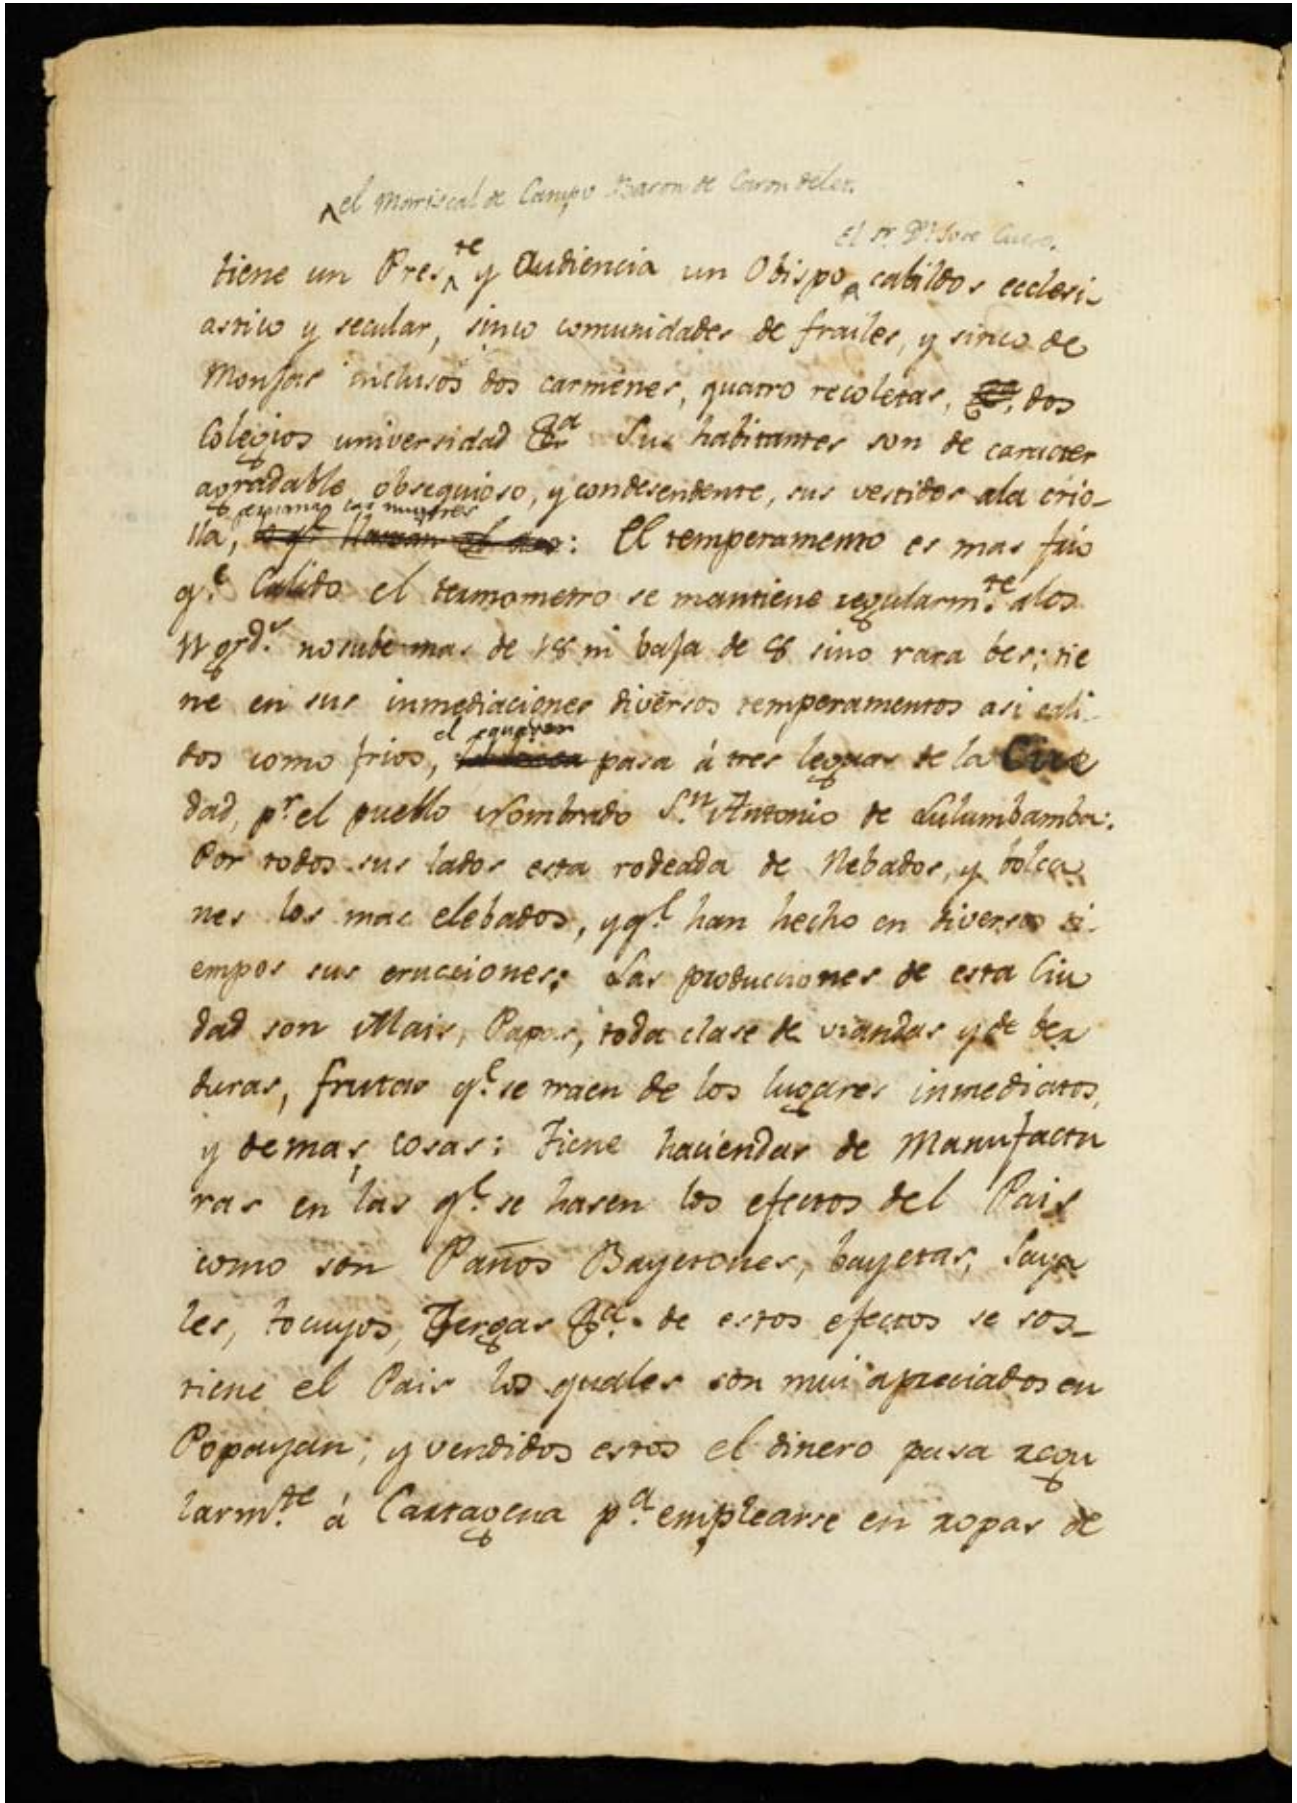 el Mariscal de Campo Baron de Carondelet.
El Sr. Dn. Jose Cuero.
tiene un Pres.te y Audiencia un Obispo cabildos ecclesi-
astico y secular, sinco comunidades de frailes, y sinco de
Monjas inclusos dos carmenes, quatro recoletas, dos
Colegios universidad &a Sus habitantes son de caracter
agradable, obsequioso, y condesendente, sus vestidos ala crio-
las mugeres
lla, : El temperamento es mas frio
q.e Calido el termometro se mantiene regularm.te alos
11 grd.s no sube mas de 18 ni baja de 8 sino rara bes; tie
ne en sus inmediaciones diversos temperamentos asi cali-
el equator
dos como frios, pasa á tres leguas de la Ciu
dad, p.r el pueblo Nombrado S.n Antonio de Lulumbamba:
Por todos sus lados esta rodeada de Nebados, y bolca
nes los mas elebados, y q.e han hecho en diversos ti-
empos sus erucciones: Las producciones de esta Ciu
dad son Mais, Papas, toda clase de viandas y de ber
duras, frutas q.e se traen de los lugares inmediatos,
y demas cosas: Tiene haciendas de Manufactu
ras en las q.e se hasen los efectos del Pais
como son Paños Bayetones, bayetas, Saya
les, tocuyos, Jergas &a. de estos efectos se sos-
tiene el Pais los quales son mui apreciados en
Popayan; y vendidos estos el dinero pasa regu
larm.te á Cartagena p.a emplearse en ropas de